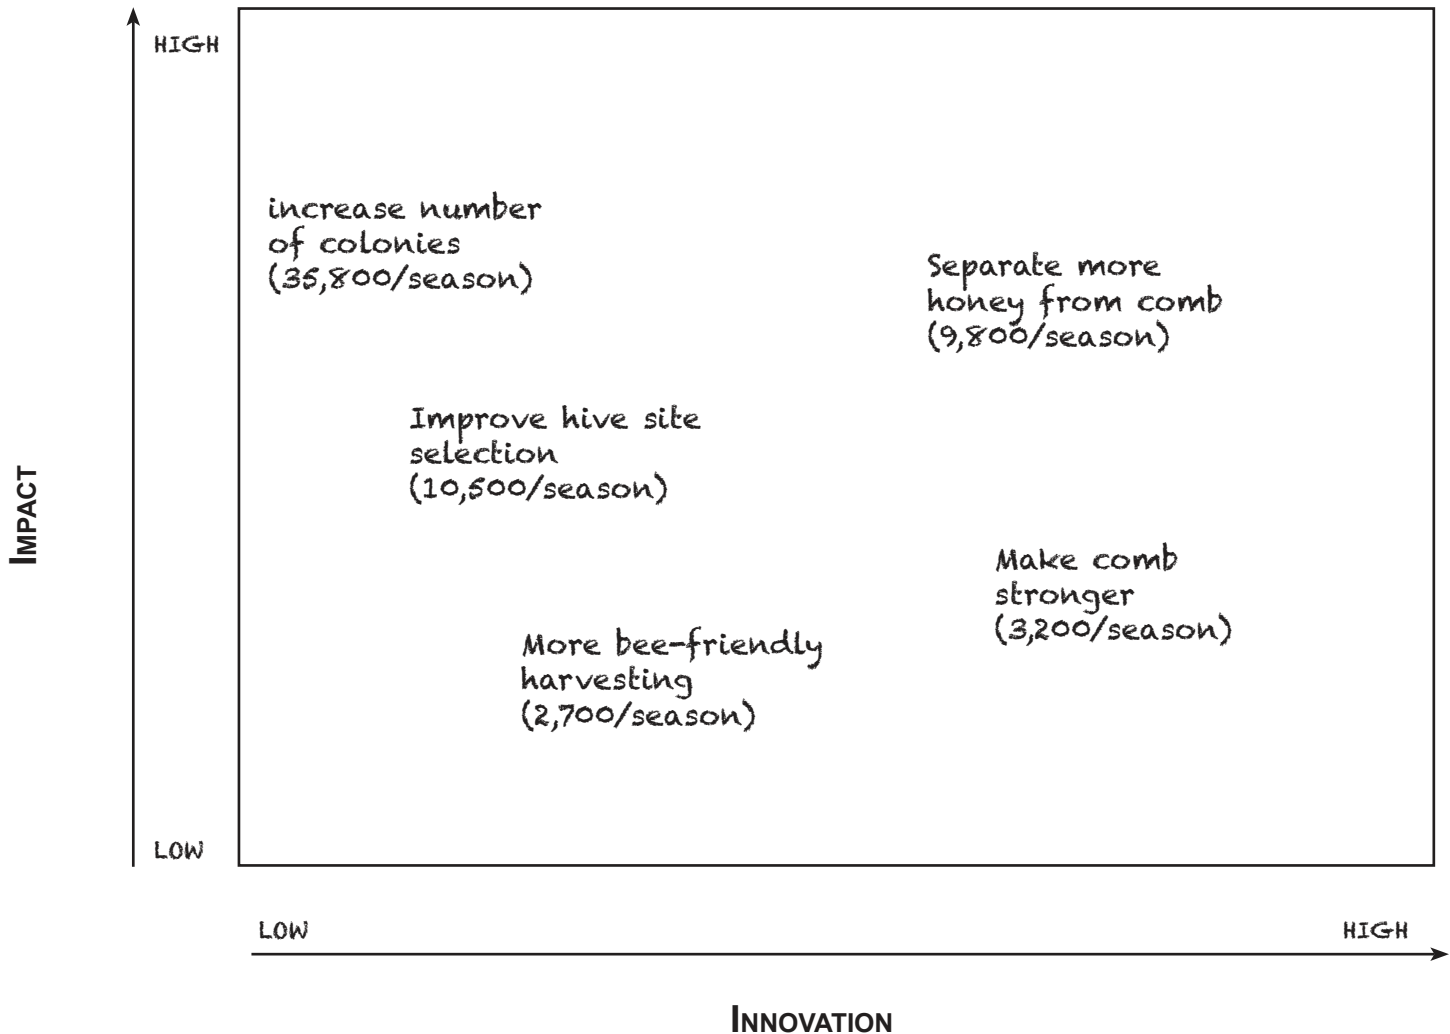 HIGH
increase number
of colonies
(35,800/season)
Separate more
honey from comb
(9,800/season)
Improve hive site
selection
(10,500/season)
IMPACT
Make comb
stronger
(3,200/season)
More bee-friendly
harvesting
(2,700/season)
LOW
LOW
HIGH
INNOVATION